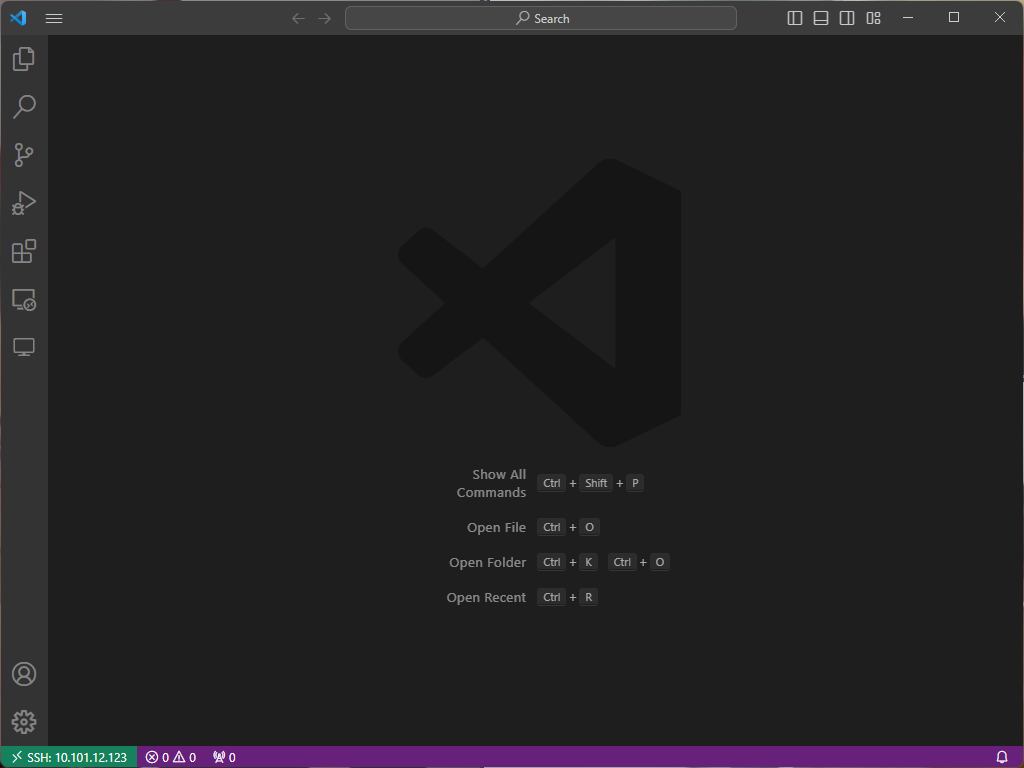 Search
Show All
Commands
Ctrl + Shift + P
Open File
Ctrl + O
Open Folder
Ctrl + K Ctrl + O
Open Recent
Ctrl + R
SSH: 10.101.12.123 0 0 0